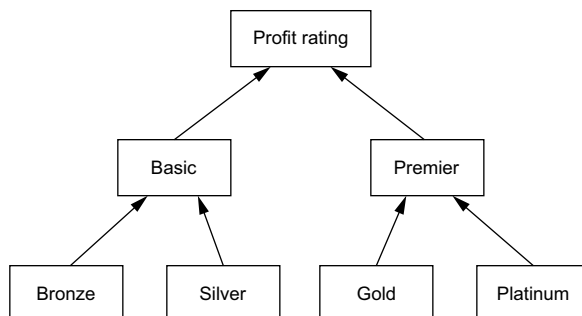 Profit rating
Basic
Premier
Bronze
Silver
Gold
Platinum